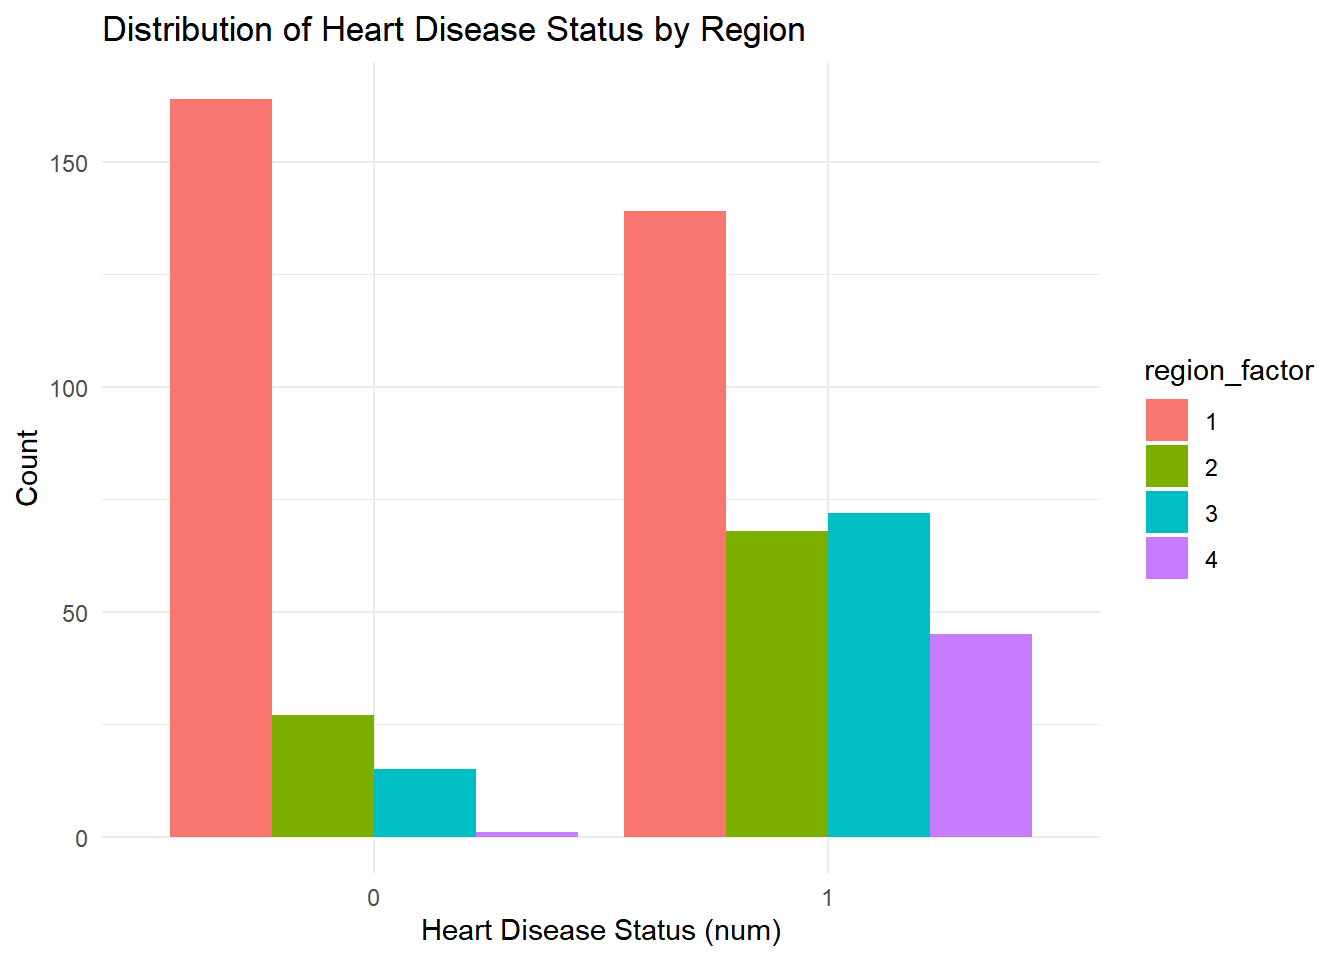 Distribution of Heart Disease Status by Region
150
100
50
0
Count
0
1
Heart Disease Status (num)
region_factor
1
2
3
4